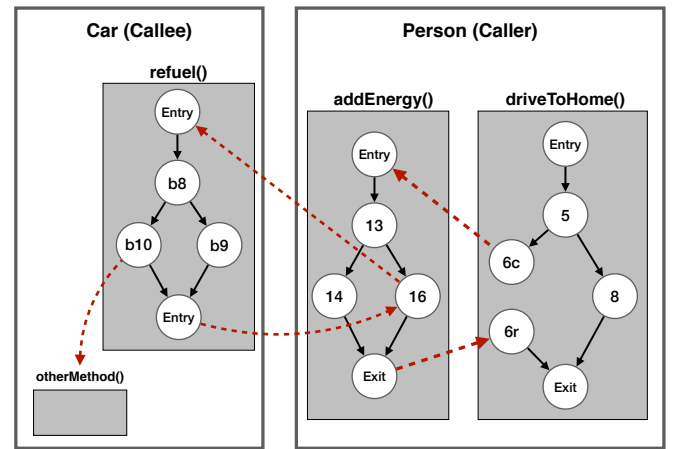 Car (Callee)
Person (Caller)
refuel()
Entry
b8
b10
b9
Entry
otherMethod()
addEnergy()
Entry
13
14
16
Exit
driveToHome()
Entry
5
6c
8
6r
Exit